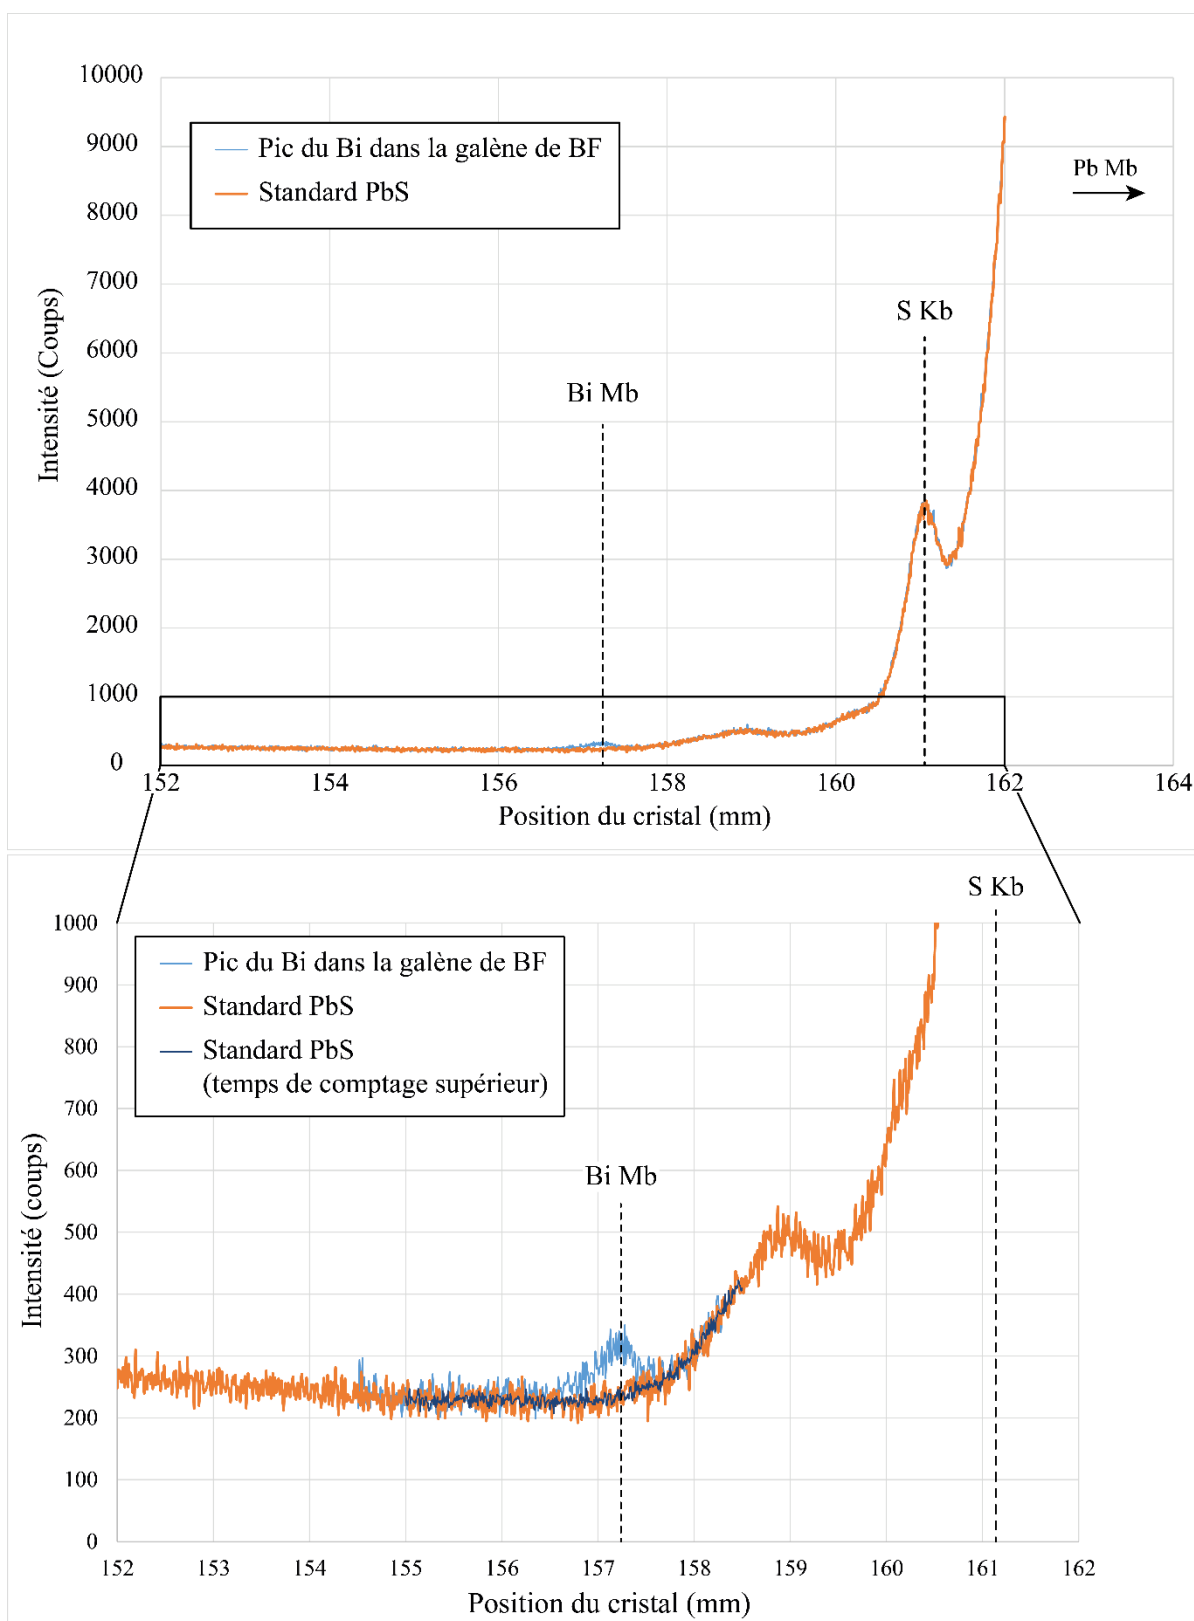 10000
9000
8000
7000
6000
5000
4000
3000
2000
1000
0
Intensité (Coups)
Pic du Bi dans la galène de BF
Standard PbS
Pb Mb
S Kb
Bi Mb
152 154 156 158 160 162 164
Position du cristal (mm)
S Kb
1000
900
800
700
600
500
400
300
200
100
0
Intensité (coups)
Pic du Bi dans la galène de BF
Standard PbS
Standard PbS
(temps de comptage supérieur)
Bi Mb
152 153 154 155 156 157 158 159 160 161 162
Position du cristal (mm)